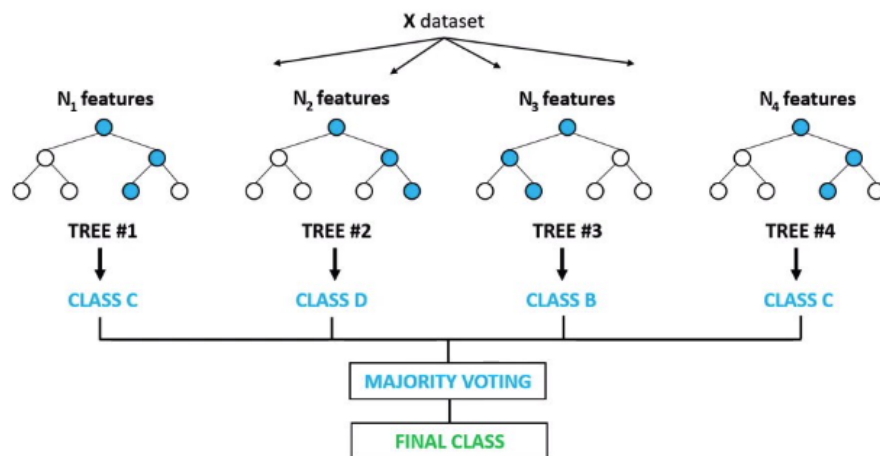 X dataset
N₁ features N₂ features N₃ features N₄ features
TREE #1 TREE #2 TREE #3 TREE #4
CLASS C CLASS D CLASS B CLASS C
MAJORITY VOTING
FINAL CLASS